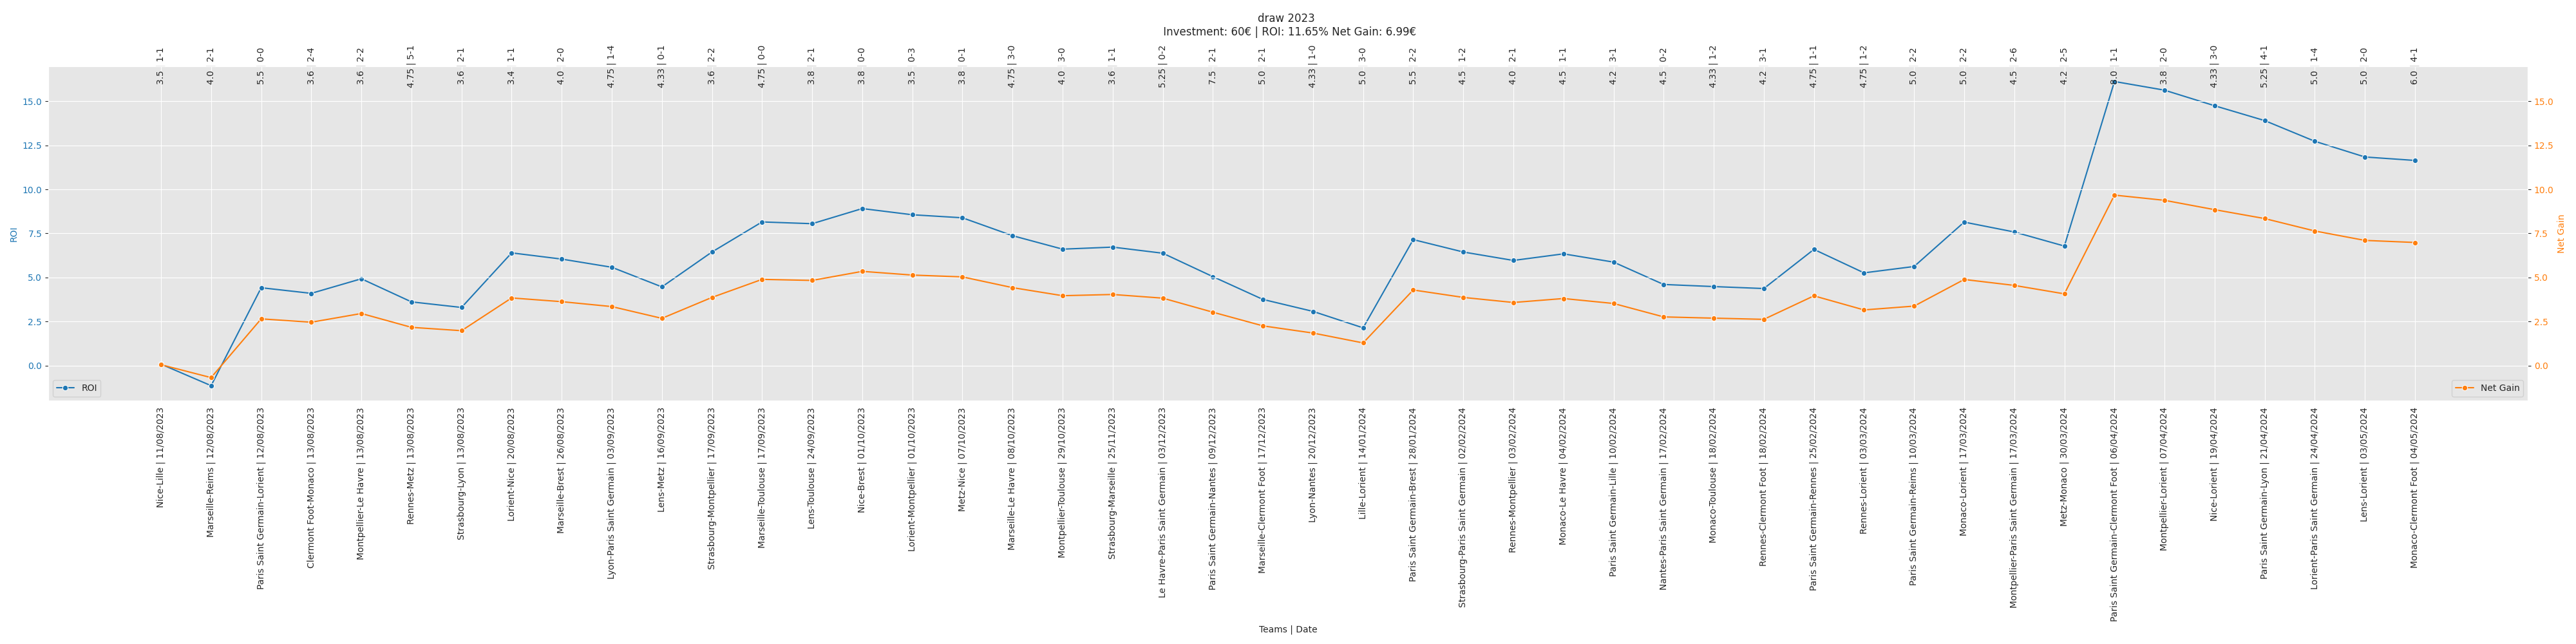 draw 2023
Investment: 60€ | ROI: 11.65% Net Gain: 6.99€
3.5 | 1-1
4.0 | 2-1
5.5 | 0-0
3.6 | 2-4
3.6 | 2-2
4.75 | 5-1
3.6 | 2-1
3.4 | 1-1
4.0 | 2-0
4.75 | 1-4
4.33 | 0-1
3.6 | 2-2
4.75 | 0-0
3.8 | 2-1
3.8 | 0-0
3.5 | 0-3
3.8 | 0-1
4.75 | 3-0
4.0 | 3-0
3.6 | 1-1
5.25 | 0-2
7.5 | 2-1
5.0 | 2-1
4.33 | 1-0
5.0 | 3-0
5.5 | 2-2
4.5 | 1-2
4.0 | 2-1
4.5 | 1-1
4.2 | 3-1
4.5 | 0-2
4.33 | 1-2
4.2 | 3-1
4.75 | 1-1
4.75 | 1-2
5.0 | 2-2
5.0 | 2-2
4.5 | 2-6
4.2 | 2-5
.0 | 1-1
3.8 | 2-0
4.33 | 3-0
5.25 | 4-1
5.0 | 1-4
5.0 | 2-0
6.0 | 4-1
15.0
12.5
10.0
7.5
5.0
2.5
0.0
ROI
ROI
15.0
12.5
10.0
7.5
5.0
2.5
0.0
Net Gain
Net Gain
Nice-Lille | 11/08/2023
Marseille-Reims | 12/08/2023
Paris Saint Germain-Lorient | 12/08/2023
Clermont Foot-Monaco | 13/08/2023
Montpellier-Le Havre | 13/08/2023
Rennes-Metz | 13/08/2023
Strasbourg-Lyon | 13/08/2023
Lorient-Nice | 20/08/2023
Marseille-Brest | 26/08/2023
Lyon-Paris Saint Germain | 03/09/2023
Lens-Metz | 16/09/2023
Strasbourg-Montpellier | 17/09/2023
Marseille-Toulouse | 17/09/2023
Lens-Toulouse | 24/09/2023
Nice-Brest | 01/10/2023
Lorient-Montpellier | 01/10/2023
Metz-Nice | 07/10/2023
Marseille-Le Havre | 08/10/2023
Montpellier-Toulouse | 29/10/2023
Strasbourg-Marseille | 25/11/2023
Le Havre-Paris Saint Germain | 03/12/2023
Paris Saint Germain-Nantes | 09/12/2023
Marseille-Clermont Foot | 17/12/2023
Lyon-Nantes | 20/12/2023
Lille-Lorient | 14/01/2024
Paris Saint Germain-Brest | 28/01/2024
Strasbourg-Paris Saint Germain | 02/02/2024
Rennes-Montpellier | 03/02/2024
Monaco-Le Havre | 04/02/2024
Paris Saint Germain-Lille | 10/02/2024
Nantes-Paris Saint Germain | 17/02/2024
Monaco-Toulouse | 18/02/2024
Rennes-Clermont Foot | 18/02/2024
Paris Saint Germain-Rennes | 25/02/2024
Rennes-Lorient | 03/03/2024
Paris Saint Germain-Reims | 10/03/2024
Monaco-Lorient | 17/03/2024
Montpellier-Paris Saint Germain | 17/03/2024
Metz-Monaco | 30/03/2024
Paris Saint Germain-Clermont Foot | 06/04/2024
Montpellier-Lorient | 07/04/2024
Nice-Lorient | 19/04/2024
Paris Saint Germain-Lyon | 21/04/2024
Lorient-Paris Saint Germain | 24/04/2024
Lens-Lorient | 03/05/2024
Monaco-Clermont Foot | 04/05/2024
Teams | Date